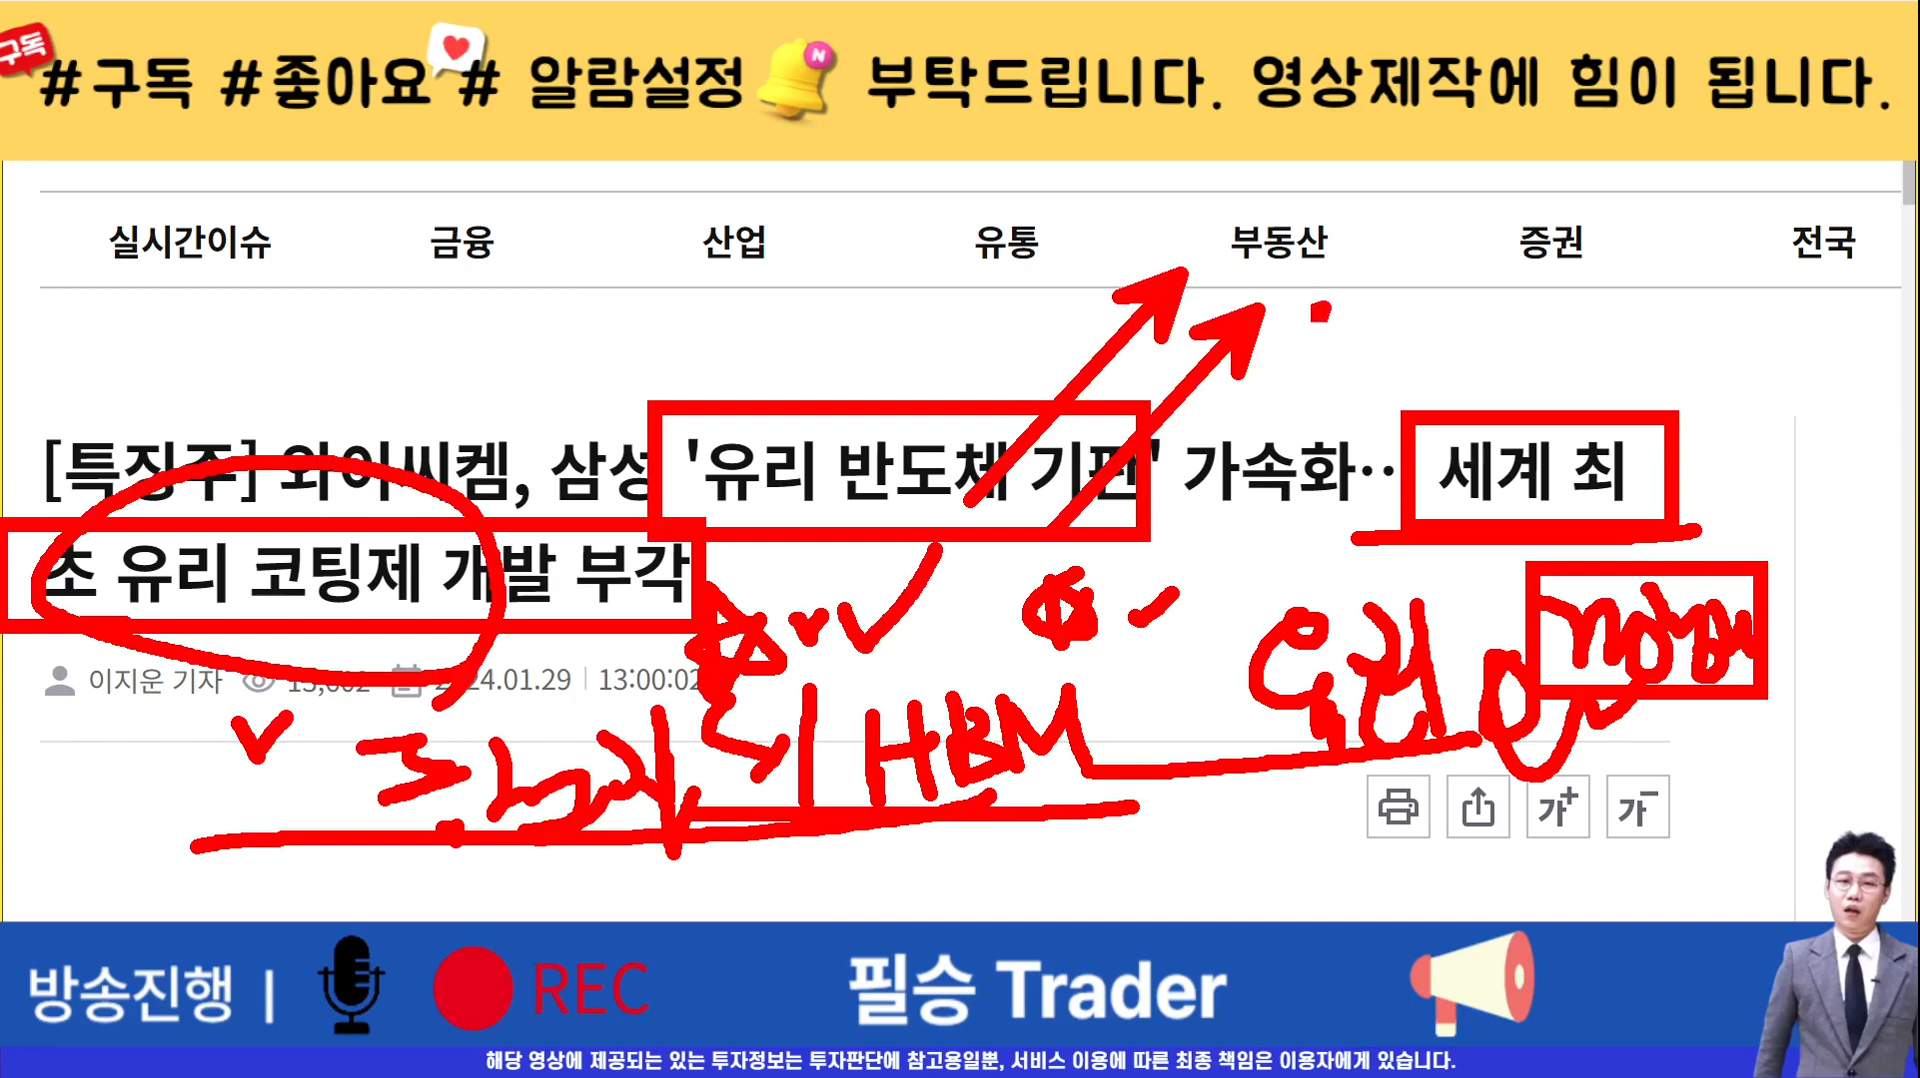 구독
#구독 #좋아요 # 알람설정 N 부탁드립니다. 영상제작에 힘이 됩니다.
실시간이슈 금융 산업 유통 부동산 증권 전국
[특징주] 와이씨켐, 삼성 '유리 반도체 기판' 가속화‥ 세계 최
초 유리 코팅제 개발 부각
이지운 기자 2024.01.29 13:00:02
HBM 유리
가+ 가-
방송진행 | REC 필승 Trader
해당 영상에 제공되는 있는 투자정보는 투자판단에 참고용일뿐, 서비스 이용에 따른 최종 책임은 이용자에게 있습니다.